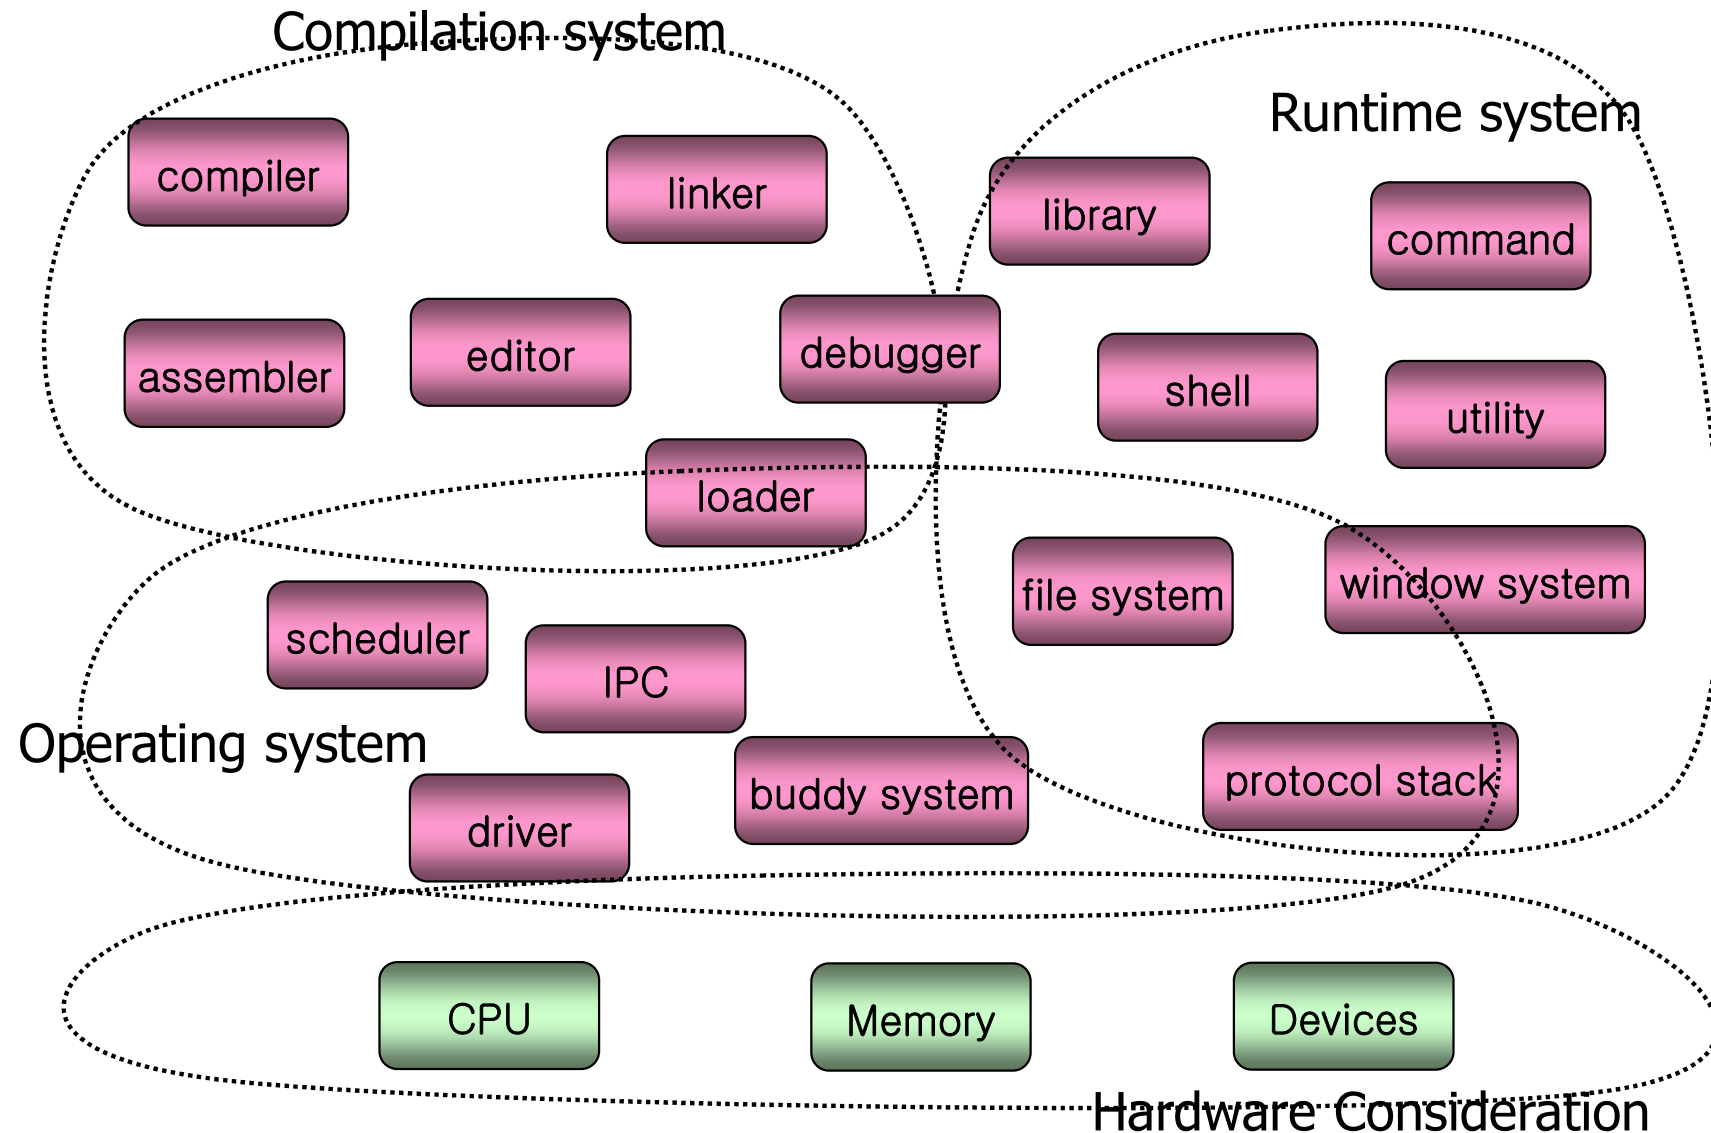 Compilation system
Runtime system
compiler
linker
library
command
assembler
editor
debugger
shell
utility
loader
file system
window system
scheduler
IPC
Operating system
buddy system
protocol stack
driver
CPU
Memory
Devices
Hardware Consideration